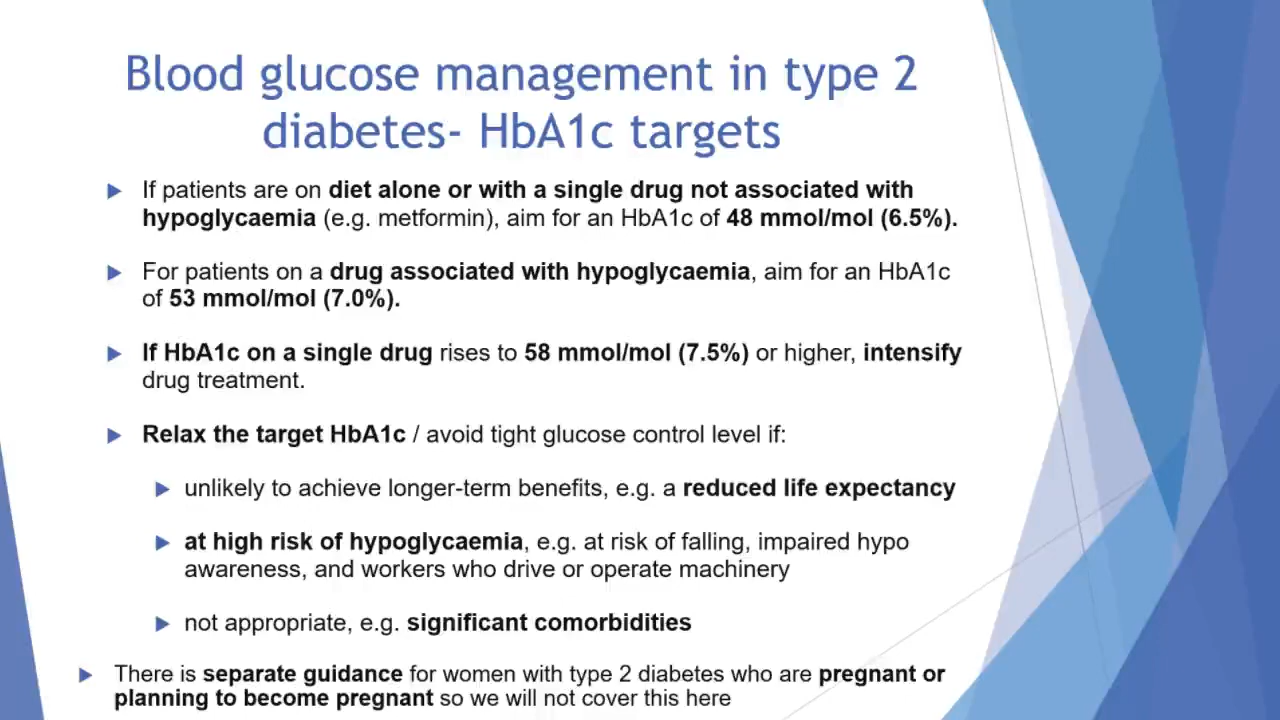 Blood glucose management in type 2
diabetes- HbA1c targets
If patients are on diet alone or with a single drug not associated with
hypoglycaemia (e.g. metformin), aim for an HbA1c of 48 mmol/mol (6.5%).
For patients on a drug associated with hypoglycaemia, aim for an HbA1c
of 53 mmol/mol (7.0%).
If HbA1c on a single drug rises to 58 mmol/mol (7.5%) or higher, intensify
drug treatment.
Relax the target HbA1c / avoid tight glucose control level if:
unlikely to achieve longer-term benefits, e.g. a reduced life expectancy
at high risk of hypoglycaemia, e.g. at risk of falling, impaired hypo
awareness, and workers who drive or operate machinery
not appropriate, e.g. significant comorbidities
There is separate guidance for women with type 2 diabetes who are pregnant or
planning to become pregnant so we will not cover this here